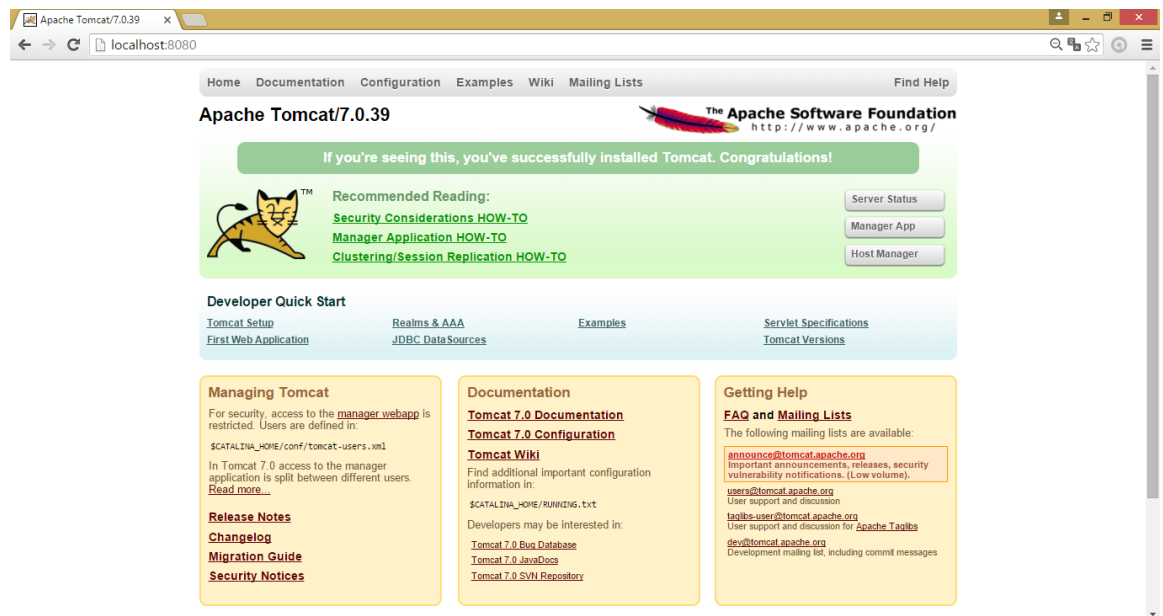 Apache Tomcat/7.0.39
localhost:8080
Home Documentation Configuration Examples Wiki Mailing Lists Find Help
Apache Tomcat/7.0.39
The Apache Software Foundation
http://www.apache.org/
If you're seeing this, you've successfully installed Tomcat. Congratulations!
TM
Recommended Reading:
Security Considerations HOW-TO
Manager Application HOW-TO
Clustering/Session Replication HOW-TO
Server Status
Manager App
Host Manager
Developer Quick Start
Tomcat Setup
First Web Application
Realms & AAA
JDBC DataSources
Examples
Servlet Specifications
Tomcat Versions
Managing Tomcat
For security, access to the manager webapp is
restricted. Users are defined in:
$CATALINA_HOME/conf/tomcat-users.xml
In Tomcat 7.0 access to the manager
application is split between different users.
Read more...
Release Notes
Changelog
Migration Guide
Security Notices
Documentation
Tomcat 7.0 Documentation
Tomcat 7.0 Configuration
Tomcat Wiki
Find additional important configuration
information in:
$CATALINA_HOME/RUNNING.txt
Developers may be interested in:
Tomcat 7.0 Bug Database
Tomcat 7.0 JavaDocs
Tomcat 7.0 SVN Repository
Getting Help
FAQ and Mailing Lists
The following mailing lists are available:
announce@tomcat.apache.org
Important announcements, releases, security
vulnerability notifications. (Low volume).
users@tomcat.apache.org
User support and discussion
taglibs-user@tomcat.apache.org
User support and discussion for Apache Taglibs
dev@tomcat.apache.org
Development mailing list, including commit messages